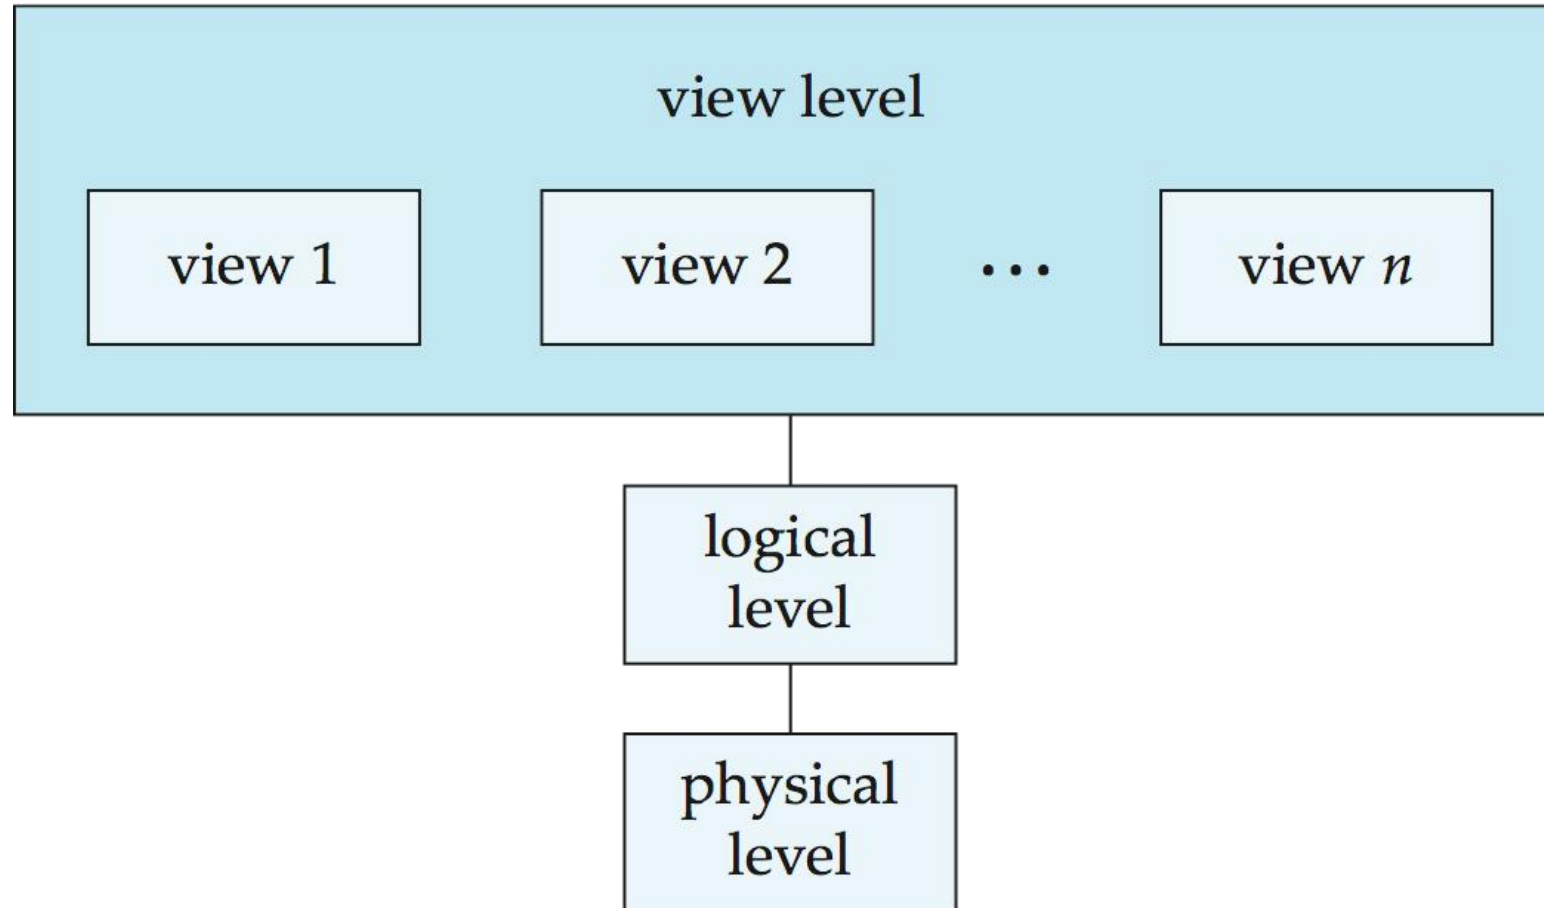 view level
view 1
view 2
...
view n
logical
level
physical
level